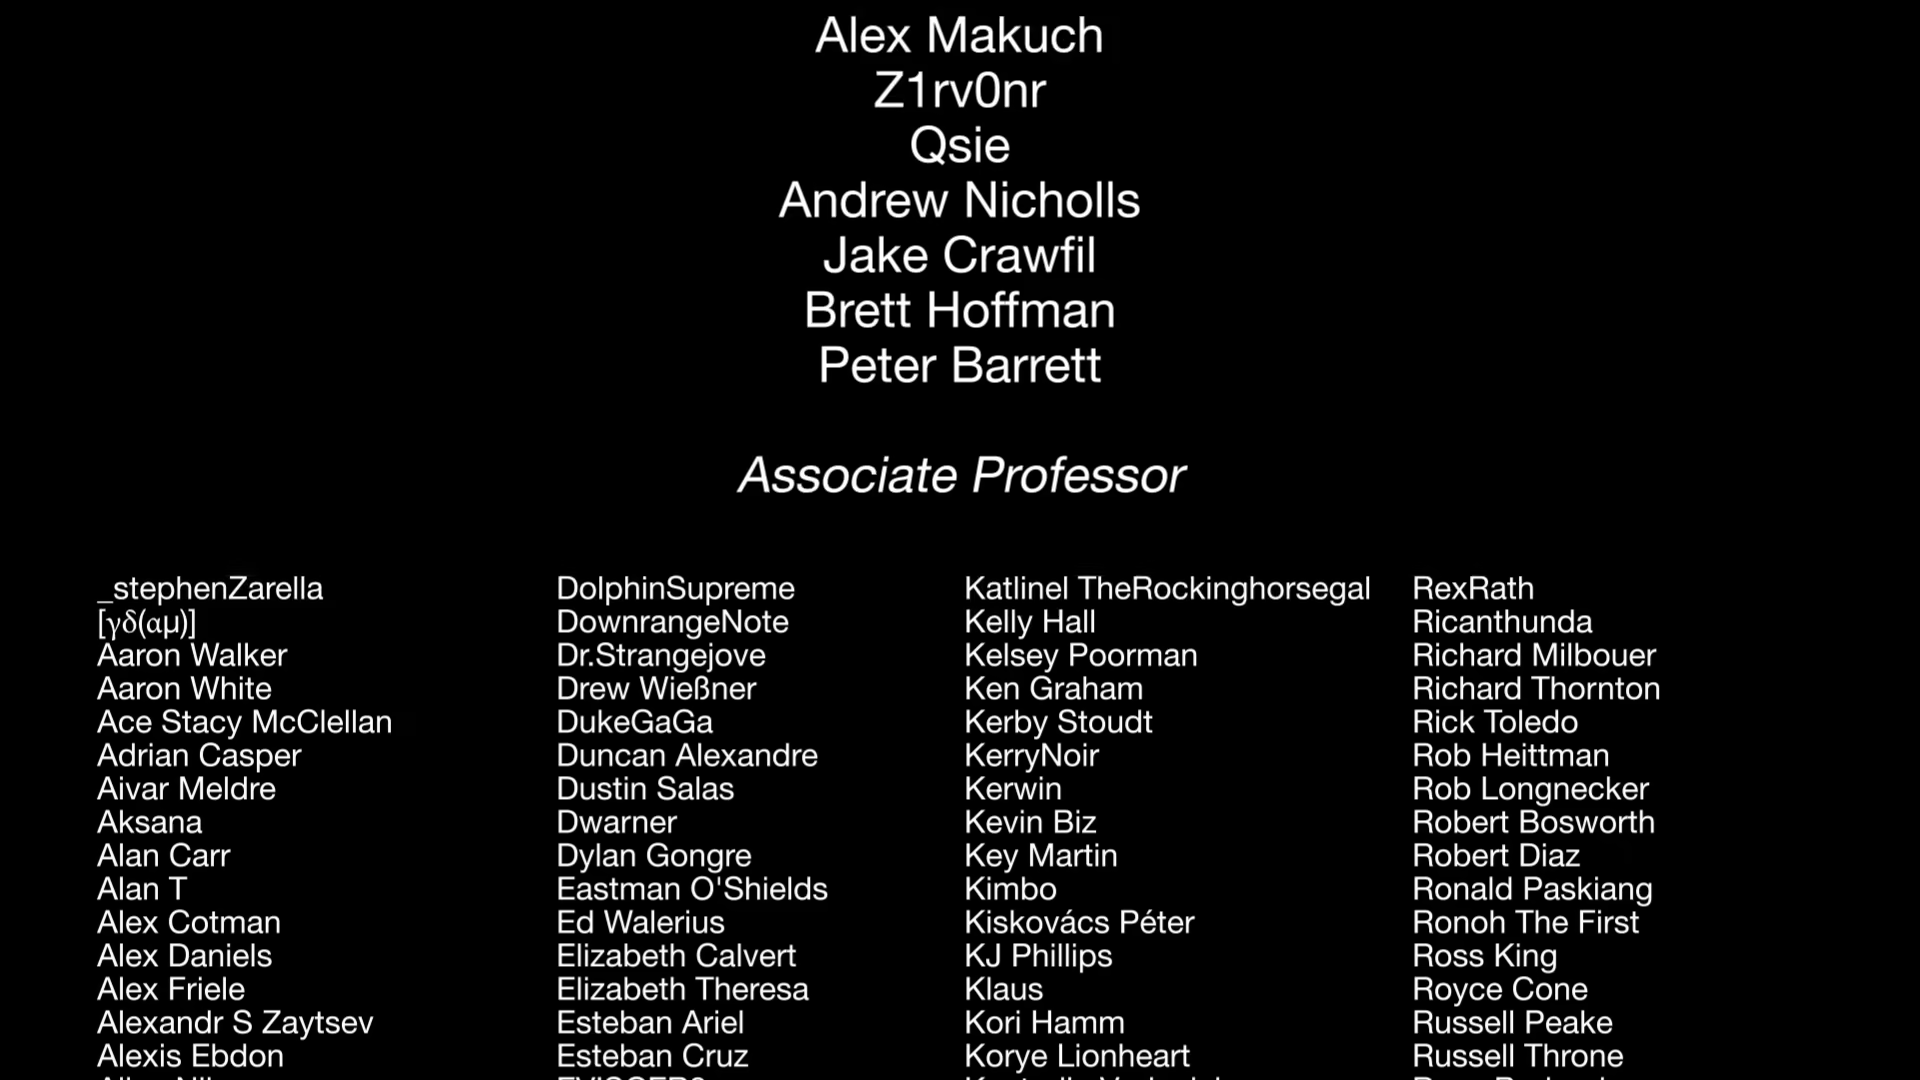 Alex Makuch
Z1rv0nr
Qsie
Andrew Nicholls
Jake Crawfil
Brett Hoffman
Peter Barrett
Associate Professor
_stephenZarella
[γδ(αμ)]
Aaron Walker
Aaron White
Ace Stacy McClellan
Adrian Casper
Aivar Meldre
Aksana
Alan Carr
Alan T
Alex Cotman
Alex Daniels
Alex Friele
Alexandr S Zaytsev
Alexis Ebdon
DolphinSupreme
DownrangeNote
Dr.Strangejove
Drew Wießner
DukeGaGa
Duncan Alexandre
Dustin Salas
Dwarner
Dylan Gongre
Eastman O'Shields
Ed Walerius
Elizabeth Calvert
Elizabeth Theresa
Esteban Ariel
Esteban Cruz
Katlinel TheRockinghorsegal
Kelly Hall
Kelsey Poorman
Ken Graham
Kerby Stoudt
KerryNoir
Kerwin
Kevin Biz
Key Martin
Kimbo
Kiskovács Péter
KJ Phillips
Klaus
Kori Hamm
Korye Lionheart
RexRath
Ricanthunda
Richard Milbouer
Richard Thornton
Rick Toledo
Rob Heittman
Rob Longnecker
Robert Bosworth
Robert Diaz
Ronald Paskiang
Ronoh The First
Ross King
Royce Cone
Russell Peake
Russell Throne